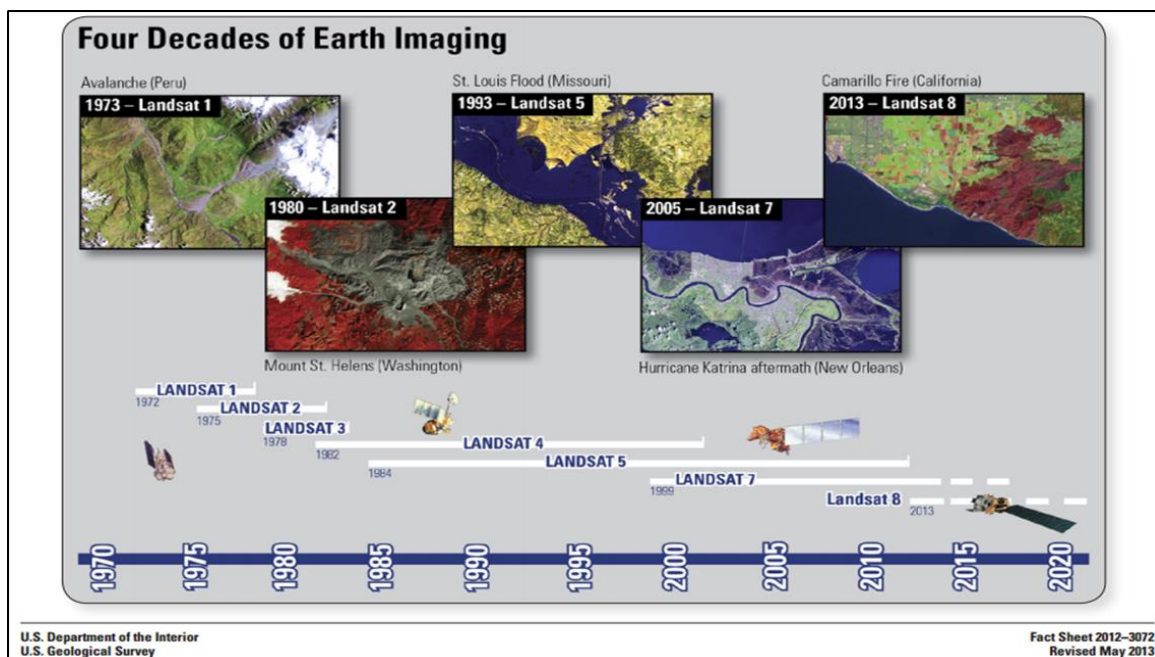 Four Decades of Earth Imaging
Avalanche (Peru)
1973 – Landsat 1
St. Louis Flood (Missouri)
1993 – Landsat 5
Camarillo Fire (California)
2013 – Landsat 8
1980 – Landsat 2
Mount St. Helens (Washington)
2005 – Landsat 7
Hurricane Katrina aftermath (New Orleans)
LANDSAT 1
1972
LANDSAT 2
1975
LANDSAT 3
1978
LANDSAT 4
1982
LANDSAT 5
1984
LANDSAT 7
1999
Landsat 8
2013
1970
1975
1980
1985
1990
1995
2000
2005
2010
2015
2020
U.S. Department of the Interior
U.S. Geological Survey
Fact Sheet 2012–3072
Revised May 2013